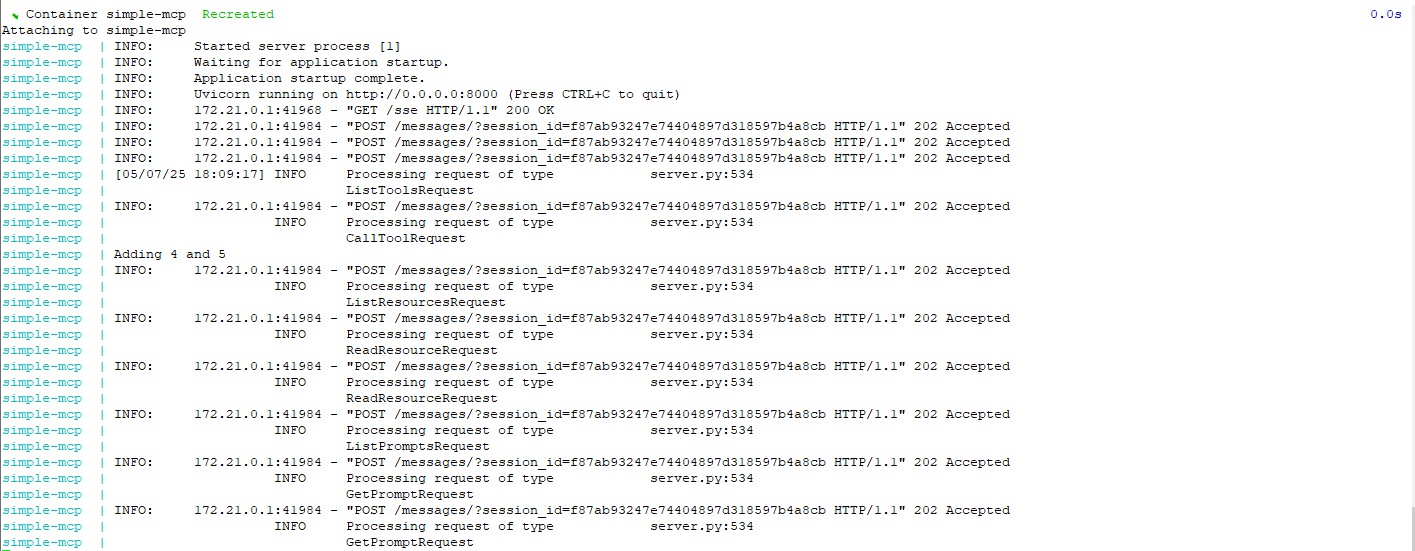 Container simple-mcp Recreated 0.0s
Attaching to simple-mcp
simple-mcp | INFO: Started server process [1]
simple-mcp | INFO: Waiting for application startup.
simple-mcp | INFO: Application startup complete.
simple-mcp | INFO: Uvicorn running on http://0.0.0.0:8000 (Press CTRL+C to quit)
simple-mcp | INFO: 172.21.0.1:41968 - "GET /sse HTTP/1.1" 200 OK
simple-mcp | INFO: 172.21.0.1:41984 - "POST /messages/?session_id=f87ab93247e74404897d318597b4a8cb HTTP/1.1" 202 Accepted
simple-mcp | INFO: 172.21.0.1:41984 - "POST /messages/?session_id=f87ab93247e74404897d318597b4a8cb HTTP/1.1" 202 Accepted
simple-mcp | INFO: 172.21.0.1:41984 - "POST /messages/?session_id=f87ab93247e74404897d318597b4a8cb HTTP/1.1" 202 Accepted
simple-mcp | [05/07/25 18:09:17] INFO Processing request of type server.py:534
simple-mcp | ListToolsRequest
simple-mcp | INFO: 172.21.0.1:41984 - "POST /messages/?session_id=f87ab93247e74404897d318597b4a8cb HTTP/1.1" 202 Accepted
simple-mcp | INFO Processing request of type server.py:534
simple-mcp | CallToolRequest
simple-mcp | Adding 4 and 5
simple-mcp | INFO: 172.21.0.1:41984 - "POST /messages/?session_id=f87ab93247e74404897d318597b4a8cb HTTP/1.1" 202 Accepted
simple-mcp | INFO Processing request of type server.py:534
simple-mcp | ListResourcesRequest
simple-mcp | INFO: 172.21.0.1:41984 - "POST /messages/?session_id=f87ab93247e74404897d318597b4a8cb HTTP/1.1" 202 Accepted
simple-mcp | INFO Processing request of type server.py:534
simple-mcp | ReadResourceRequest
simple-mcp | INFO: 172.21.0.1:41984 - "POST /messages/?session_id=f87ab93247e74404897d318597b4a8cb HTTP/1.1" 202 Accepted
simple-mcp | INFO Processing request of type server.py:534
simple-mcp | ReadResourceRequest
simple-mcp | INFO: 172.21.0.1:41984 - "POST /messages/?session_id=f87ab93247e74404897d318597b4a8cb HTTP/1.1" 202 Accepted
simple-mcp | INFO Processing request of type server.py:534
simple-mcp | ListPromptsRequest
simple-mcp | INFO: 172.21.0.1:41984 - "POST /messages/?session_id=f87ab93247e74404897d318597b4a8cb HTTP/1.1" 202 Accepted
simple-mcp | INFO Processing request of type server.py:534
simple-mcp | GetPromptRequest
simple-mcp | INFO: 172.21.0.1:41984 - "POST /messages/?session_id=f87ab93247e74404897d318597b4a8cb HTTP/1.1" 202 Accepted
simple-mcp | INFO Processing request of type server.py:534
simple-mcp | GetPromptRequest